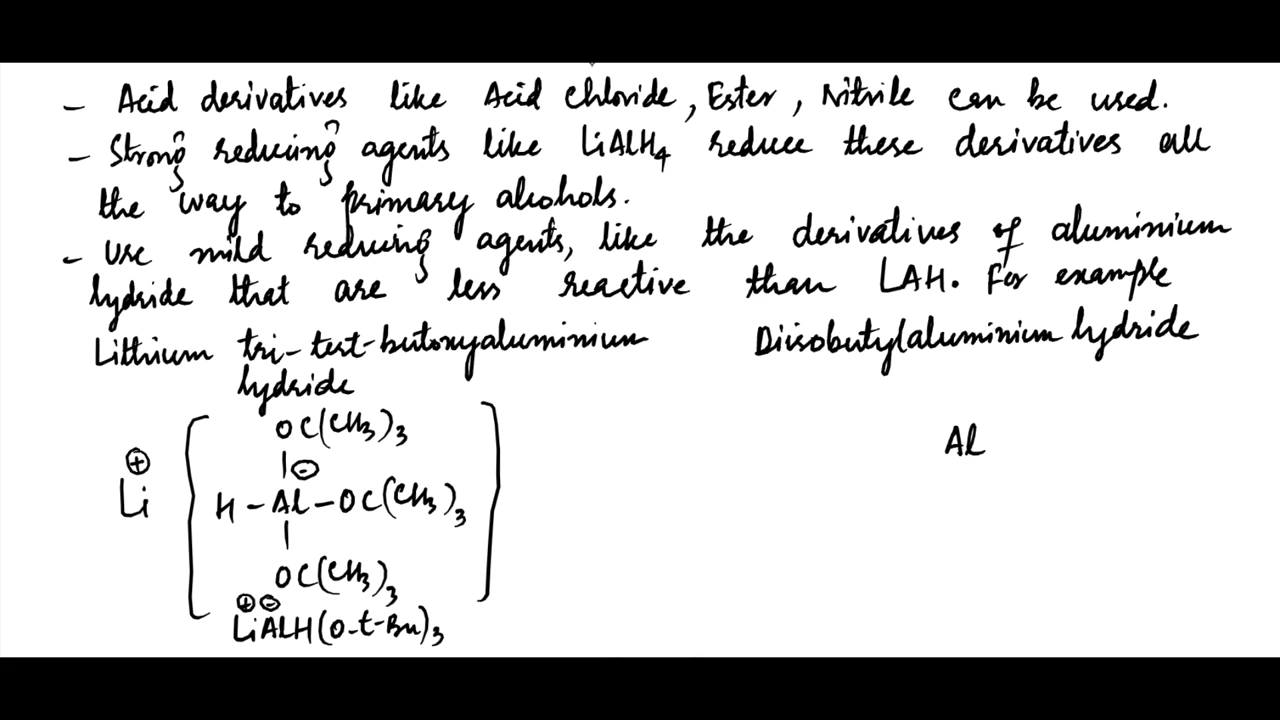 - Acid derivatives like Acid Chloride, Ester, Nitrile can be used.
- Strong reducing agents like LiAlH4 reduce these derivatives all
the way to primary alcohols.
- Use mild reducing agents, like the derivatives of aluminium
hydride that are less reactive than LAH. For example
Lithium tri-tert-butoxyaluminium Diisobutylaluminium hydride
hydride
OC(CH3)3
⊕ ⊖ Al
Li H-Al-OC(CH3)3
OC(CH3)3
⊕⊖
LiAlH(O-t-Bu)3